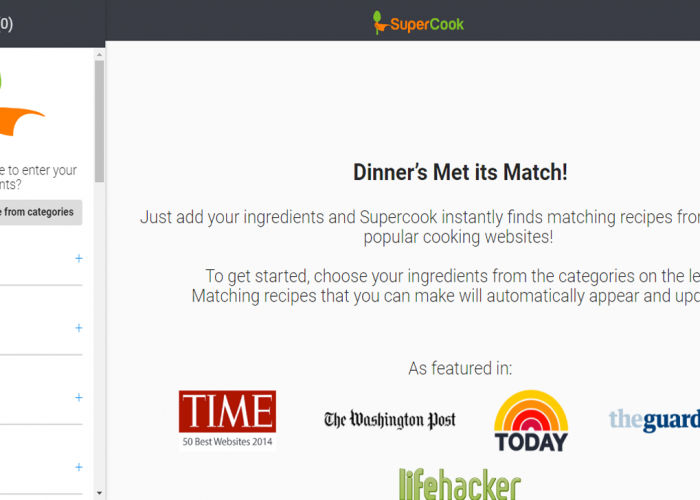 0)
SuperCook
e to enter your
nts?
e from categories
+
+
+
+
Dinner's Met its Match!
Just add your ingredients and Supercook instantly finds matching recipes from
popular cooking websites!
To get started, choose your ingredients from the categories on the le
Matching recipes that you can make will automatically appear and upd
As featured in:
TIME
50 Best Websites 2014
The Washington Post
TODAY
theguard
lifehacker